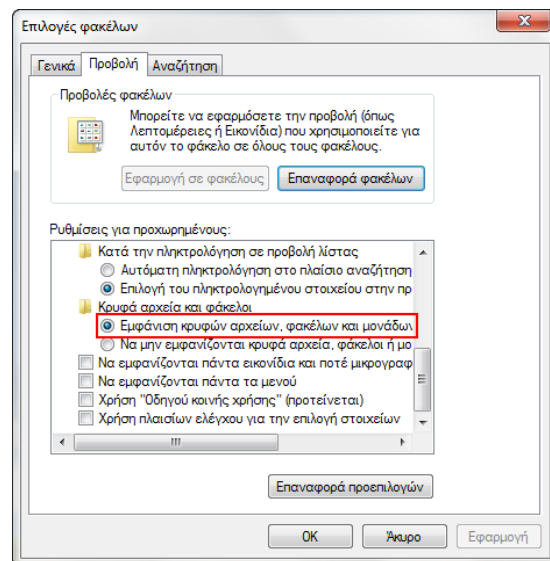 Επιλογές φακέλων
Γενικά Προβολή Αναζήτηση
Προβολές φακέλων
Μπορείτε να εφαρμόσετε την προβολή (όπως
Λεπτομέρειες ή Εικονίδια) που χρησιμοποιείτε για
αυτόν το φάκελο σε όλους τους φακέλους.
Εφαρμογή σε φακέλους Επαναφορά φακέλων
Ρυθμίσεις για προχωρημένους:
Κατά την πληκτρολόγηση σε προβολή λίστας
Αυτόματη πληκτρολόγηση στο πλαίσιο αναζήτηση
Επιλογή του πληκτρολογημένου στοιχείου στην πρ
Κρυφά αρχεία και φάκελοι
Εμφάνιση κρυφών αρχείων, φακέλων και μονάδων
Να μην εμφανίζονται κρυφά αρχεία, φάκελοι ή μο
Να εμφανίζονται πάντα εικονίδια και ποτέ μικρογραφ
Να εμφανίζονται πάντα τα μενού
Χρήση "Οδηγού κοινής χρήσης" (προτείνεται)
Χρήση πλαισίων ελέγχου για την επιλογή στοιχείων
Επαναφορά προεπιλογών
OK Άκυρο Εφαρμογή